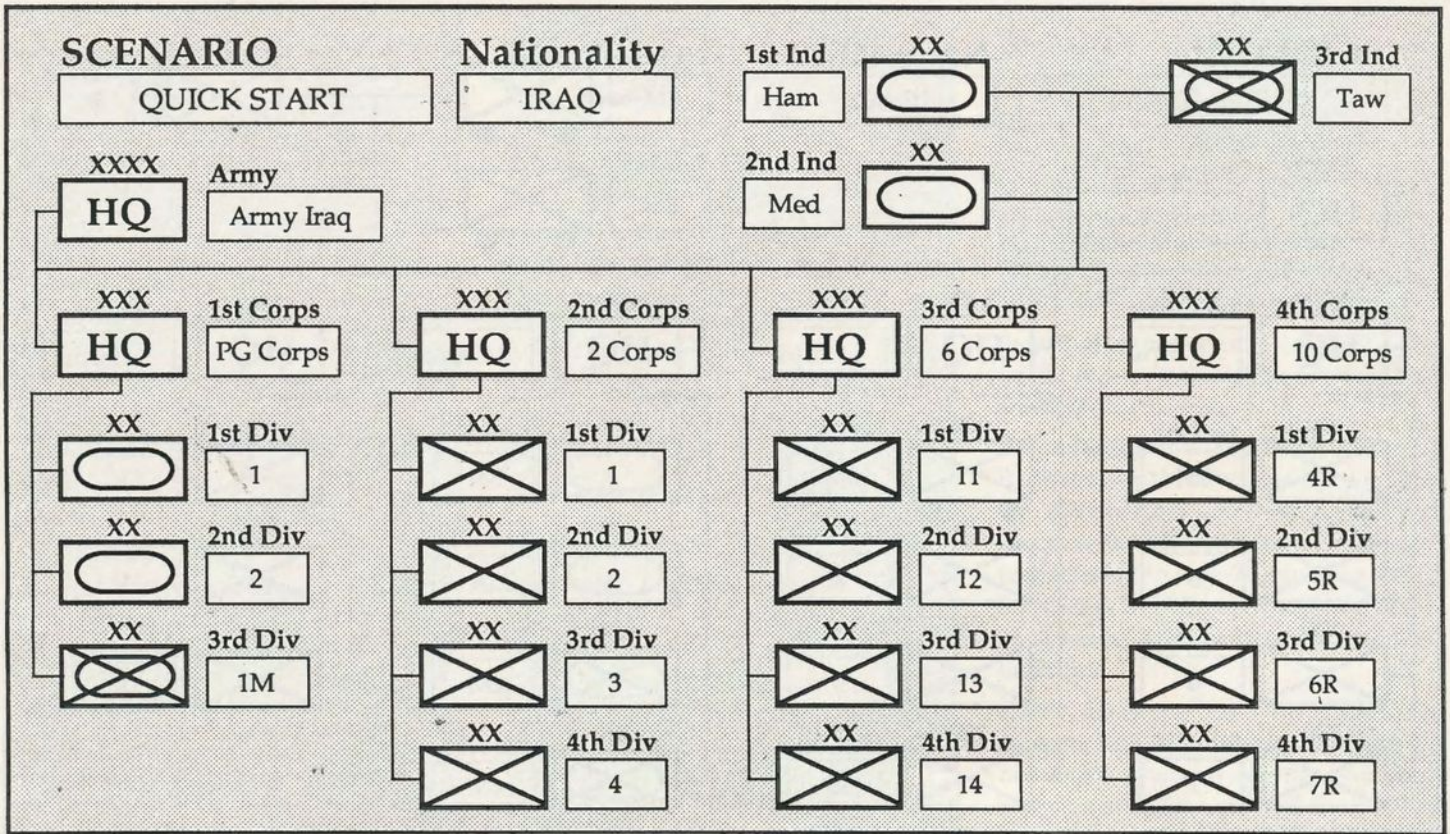 SCENARIO
QUICK START
Nationality
IRAQ
1st Ind
Ham
XX
XX
3rd Ind
Taw
2nd Ind
Med
XX
XXXX
HQ
Army
Army Iraq
XXX
HQ
1st Corps
PG Corps
XXX
HQ
2nd Corps
2 Corps
XXX
HQ
3rd Corps
6 Corps
XXX
HQ
4th Corps
10 Corps
XX
1st Div
1
XX
2nd Div
2
XX
3rd Div
1M
XX
1st Div
1
XX
2nd Div
2
XX
3rd Div
3
XX
4th Div
4
XX
1st Div
11
XX
2nd Div
12
XX
3rd Div
13
XX
4th Div
14
XX
1st Div
4R
XX
2nd Div
5R
XX
3rd Div
6R
XX
4th Div
7R